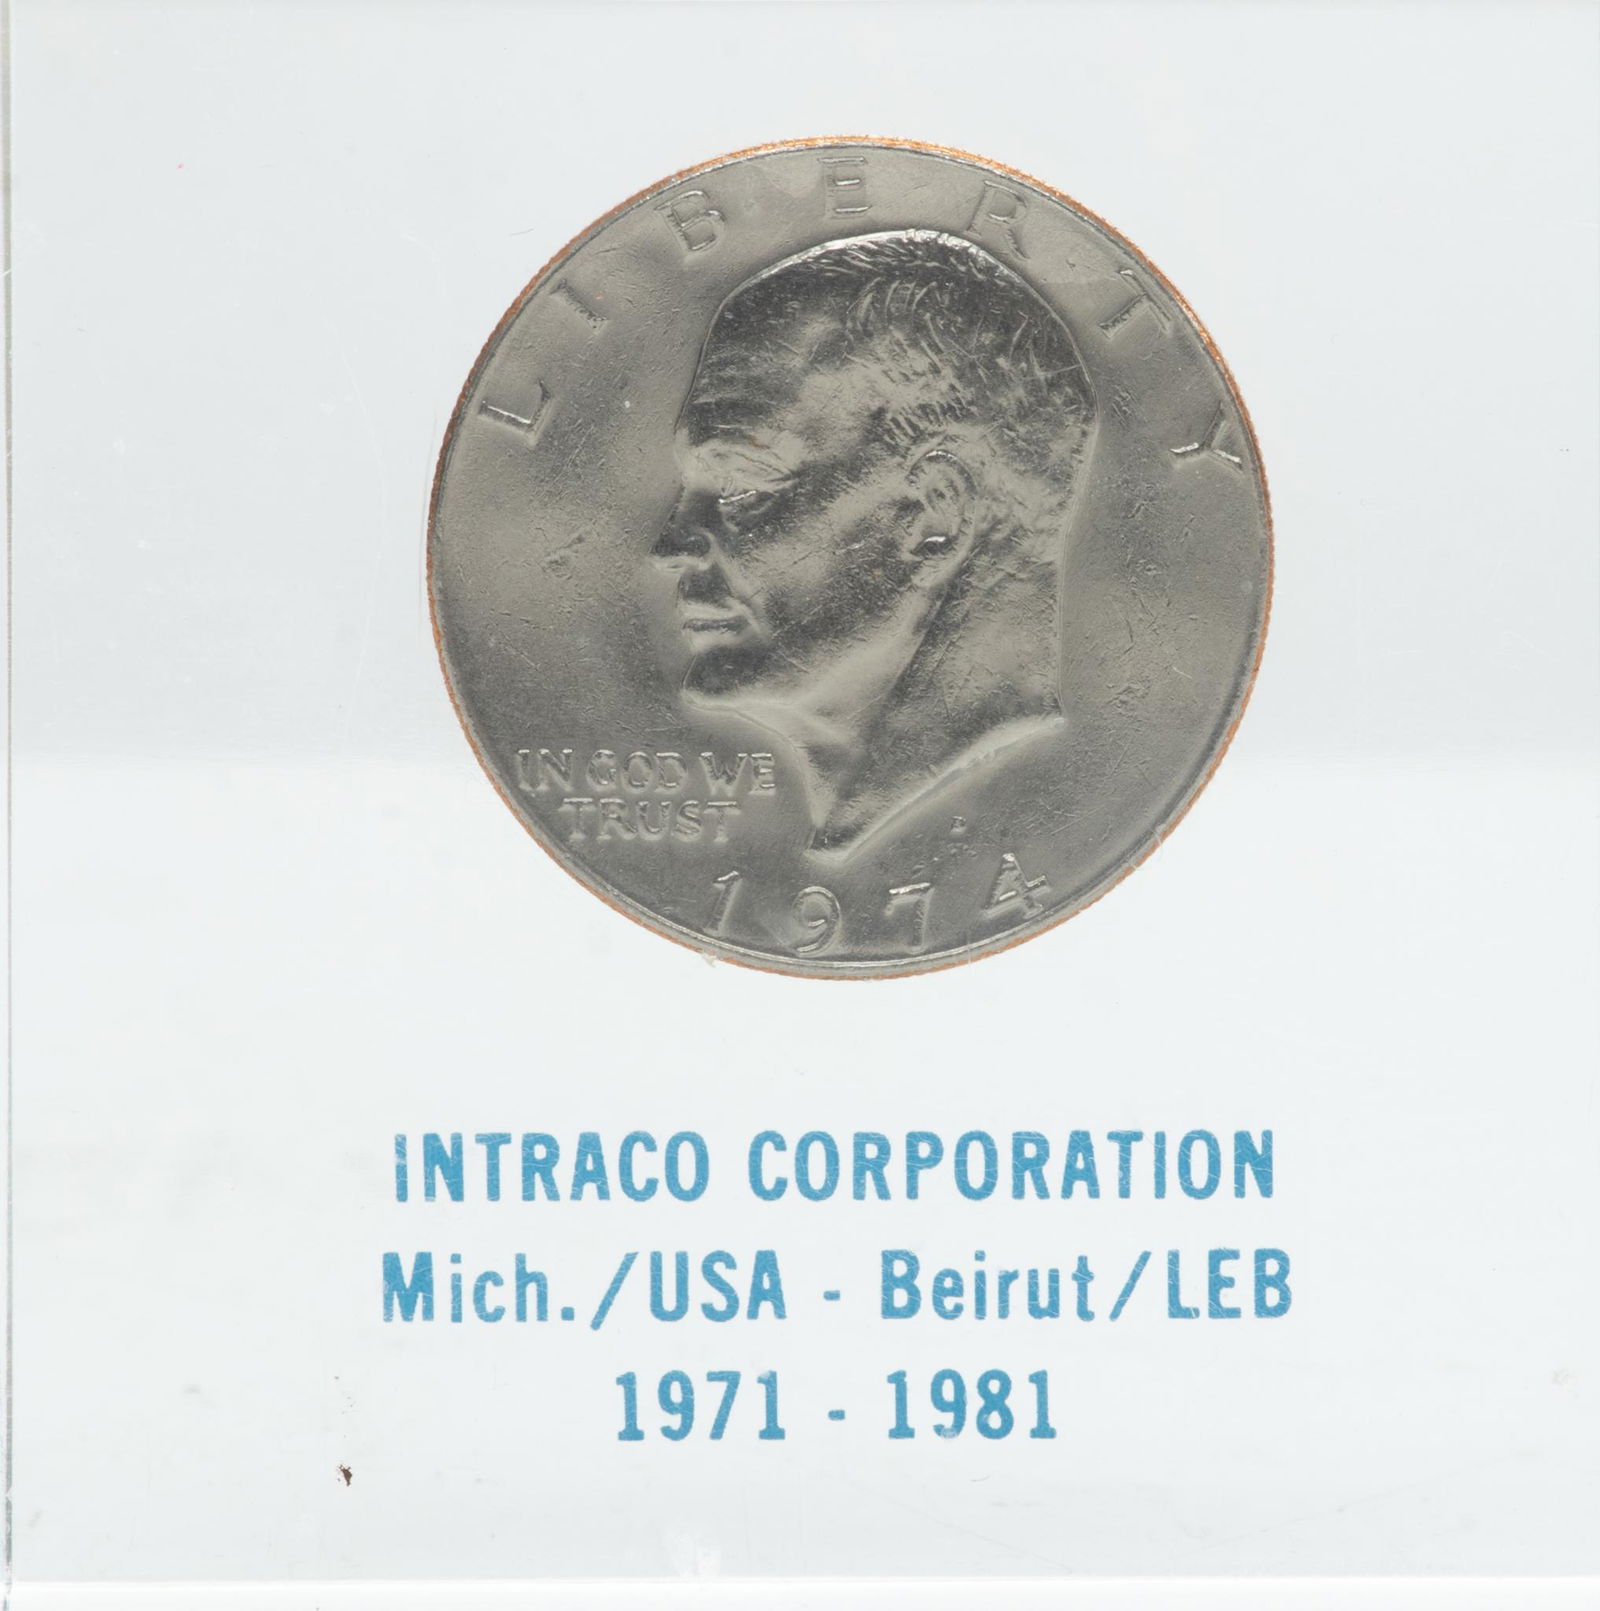 LIBERTY
IN GOD WE
TRUST
D
1974
INTRACO CORPORATION
Mich./USA - Beirut/LEB
1971 - 1981